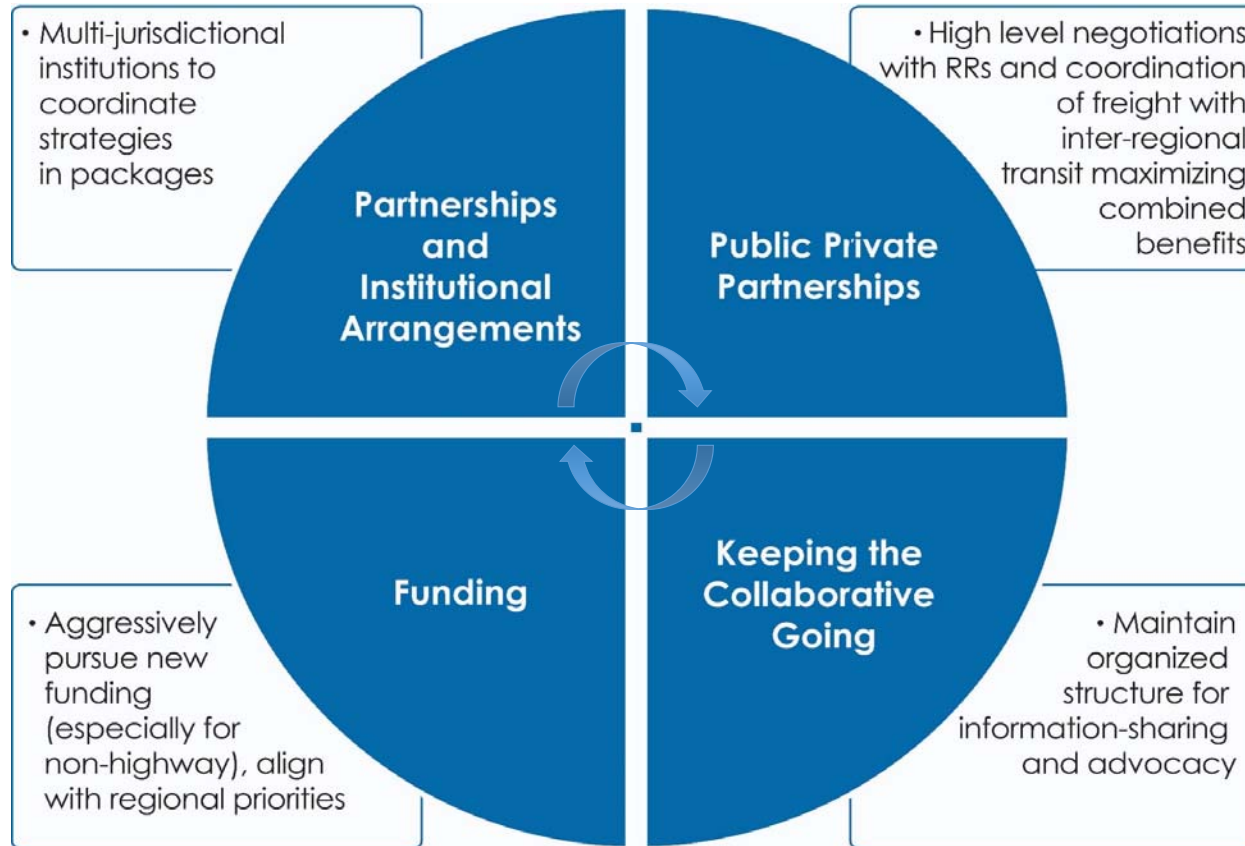 • Multi-jurisdictional
institutions to
coordinate
strategies
in packages
• High level negotiations
with RRs and coordination
of freight with
inter-regional
transit maximizing
combined
benefits
Partnerships
and
Institutional
Arrangements
Public Private
Partnerships
Funding
Keeping the
Collaborative
Going
• Aggressively
pursue new
funding
(especially for
non-highway), align
with regional priorities
• Maintain
organized
structure for
information-sharing
and advocacy